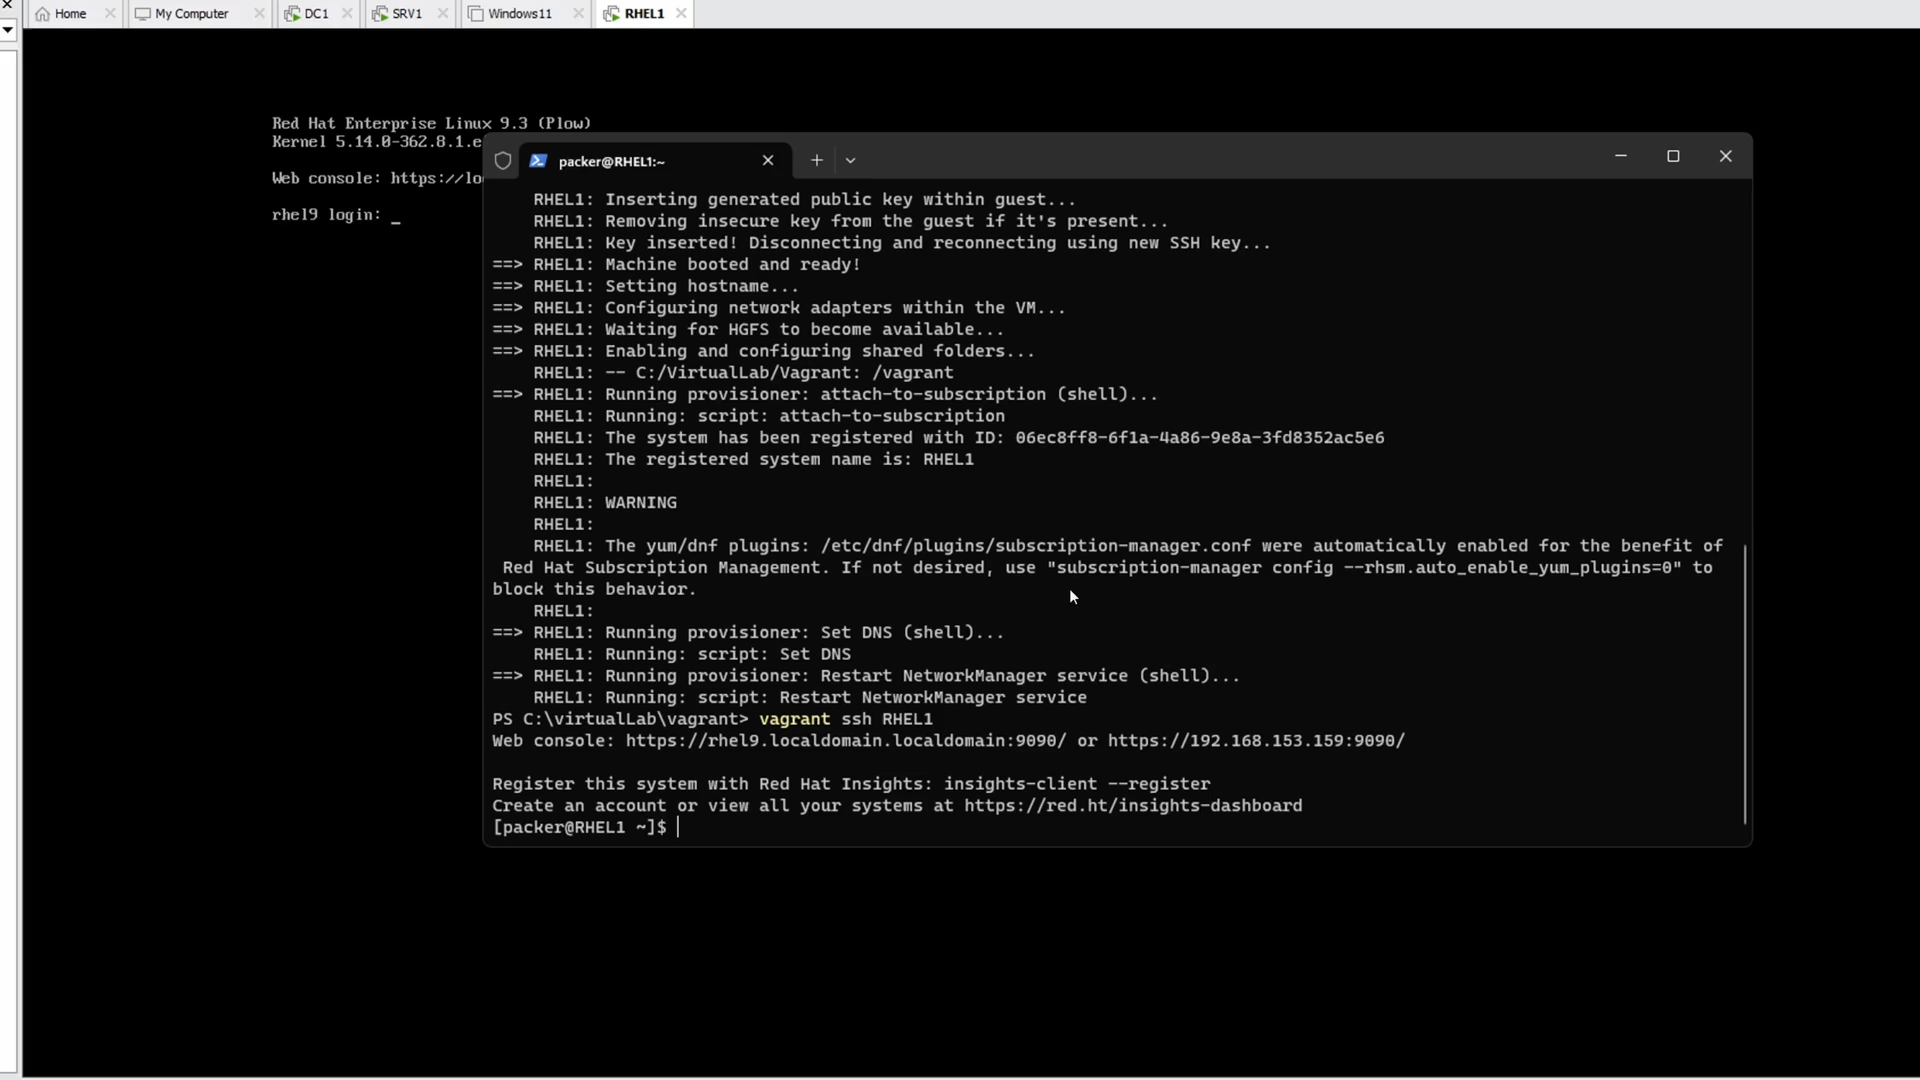 Home
My Computer
DC1
SRV1
Windows11
RHEL1
Red Hat Enterprise Linux 9.3 (Plow)
Kernel 5.14.0-362.8.1.e
Web console: https://lo
rhel9 login: _
packer@RHEL1:~
RHEL1: Inserting generated public key within guest...
RHEL1: Removing insecure key from the guest if it's present...
RHEL1: Key inserted! Disconnecting and reconnecting using new SSH key...
==> RHEL1: Machine booted and ready!
==> RHEL1: Setting hostname...
==> RHEL1: Configuring network adapters within the VM...
==> RHEL1: Waiting for HGFS to become available...
==> RHEL1: Enabling and configuring shared folders...
RHEL1: -- C:/VirtualLab/Vagrant: /vagrant
==> RHEL1: Running provisioner: attach-to-subscription (shell)...
RHEL1: Running: script: attach-to-subscription
RHEL1: The system has been registered with ID: 06ec8ff8-6f1a-4a86-9e8a-3fd8352ac5e6
RHEL1: The registered system name is: RHEL1
RHEL1:
RHEL1: WARNING
RHEL1:
RHEL1: The yum/dnf plugins: /etc/dnf/plugins/subscription-manager.conf were automatically enabled for the benefit of
Red Hat Subscription Management. If not desired, use "subscription-manager config --rhsm.auto_enable_yum_plugins=0" to
block this behavior.
RHEL1:
==> RHEL1: Running provisioner: Set DNS (shell)...
RHEL1: Running: script: Set DNS
==> RHEL1: Running provisioner: Restart NetworkManager service (shell)...
RHEL1: Running: script: Restart NetworkManager service
PS C:\virtualLab\vagrant> vagrant ssh RHEL1
Web console: https://rhel9.localdomain.localdomain:9090/ or https://192.168.153.159:9090/
Register this system with Red Hat Insights: insights-client --register
Create an account or view all your systems at https://red.ht/insights-dashboard
[packer@RHEL1 ~]$